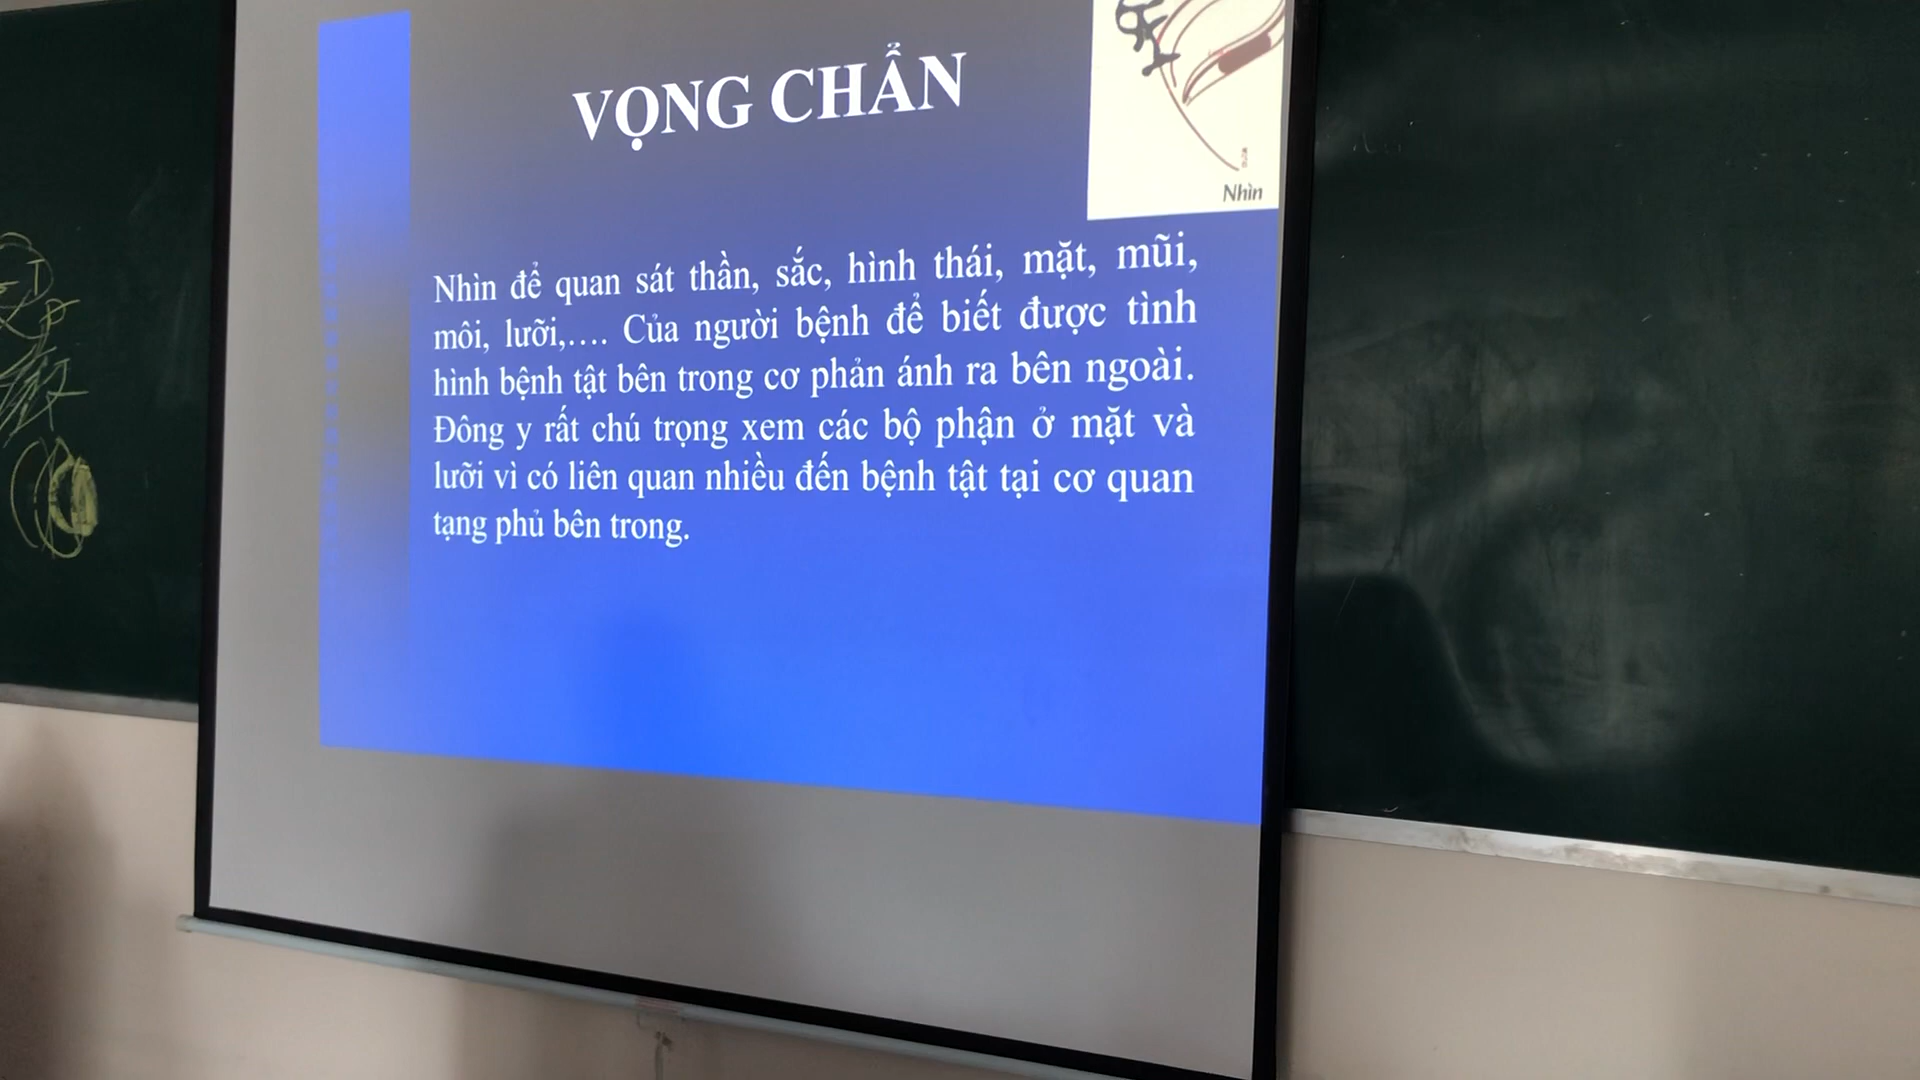 VỌNG CHẨN
Nhìn
Nhìn để quan sát thần, sắc, hình thái, mặt, mũi,
môi, lưỡi,.... Của người bệnh để biết được tình
hình bệnh tật bên trong cơ phản ánh ra bên ngoài.
Đông y rất chú trọng xem các bộ phận ở mặt và
lưỡi vì có liên quan nhiều đến bệnh tật tại cơ quan
tạng phủ bên trong.